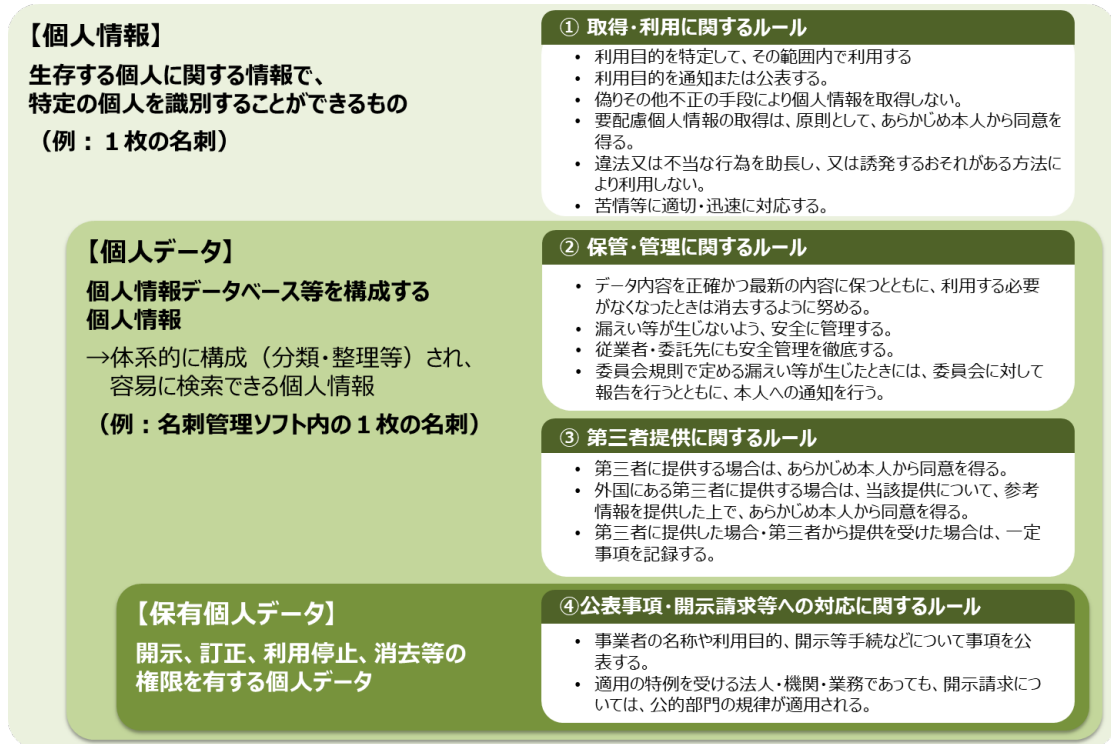 【個人情報】
生存する個人に関する情報で、
特定の個人を識別することができるもの
（例：１枚の名刺）
① 取得・利用に関するルール
• 利用目的を特定して、その範囲内で利用する
• 利用目的を通知または公表する。
• 偽りその他不正の手段により個人情報を取得しない。
• 要配慮個人情報の取得は、原則として、あらかじめ本人から同意を
得る。
• 違法又は不当な行為を助長し、又は誘発するおそれがある方法に
より利用しない。
• 苦情等に適切・迅速に対応する。
【個人データ】
個人情報データベース等を構成する
個人情報
→体系的に構成（分類・整理等）され、
容易に検索できる個人情報
（例：名刺管理ソフト内の１枚の名刺）
② 保管・管理に関するルール
• データ内容を正確かつ最新の内容に保つとともに、利用する必要
がなくなったときは消去するように努める。
• 漏えい等が生じないよう、安全に管理する。
• 従業者・委託先にも安全管理を徹底する。
• 委員会規則で定める漏えい等が生じたときには、委員会に対して
報告を行うとともに、本人への通知を行う。
③ 第三者提供に関するルール
• 第三者に提供する場合は、あらかじめ本人から同意を得る。
• 外国にある第三者に提供する場合は、当該提供について、参考
情報を提供した上で、あらかじめ本人から同意を得る。
• 第三者に提供した場合・第三者から提供を受けた場合は、一定
事項を記録する。
【保有個人データ】
開示、訂正、利用停止、消去等の
権限を有する個人データ
④公表事項・開示請求等への対応に関するルール
• 事業者の名称や利用目的、開示等手続などについて事項を公
表する。
• 適用の特例を受ける法人・機関・業務であっても、開示請求につ
いては、公的部門の規律が適用される。